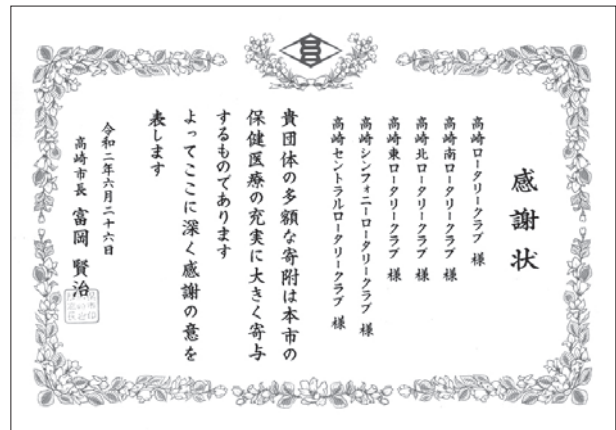 感謝状
高崎ロータリークラブ 様
高崎南ロータリークラブ 様
高崎北ロータリークラブ 様
高崎東ロータリークラブ 様
高崎シンフォニーロータリークラブ 様
高崎セントラルロータリークラブ 様
貴団体の多額な寄附は本市の
保健医療の充実に大きく寄与
するものであります
よってここに深く感謝の意を
表します
令和二年六月二十六日
高崎市長 富岡 賢治